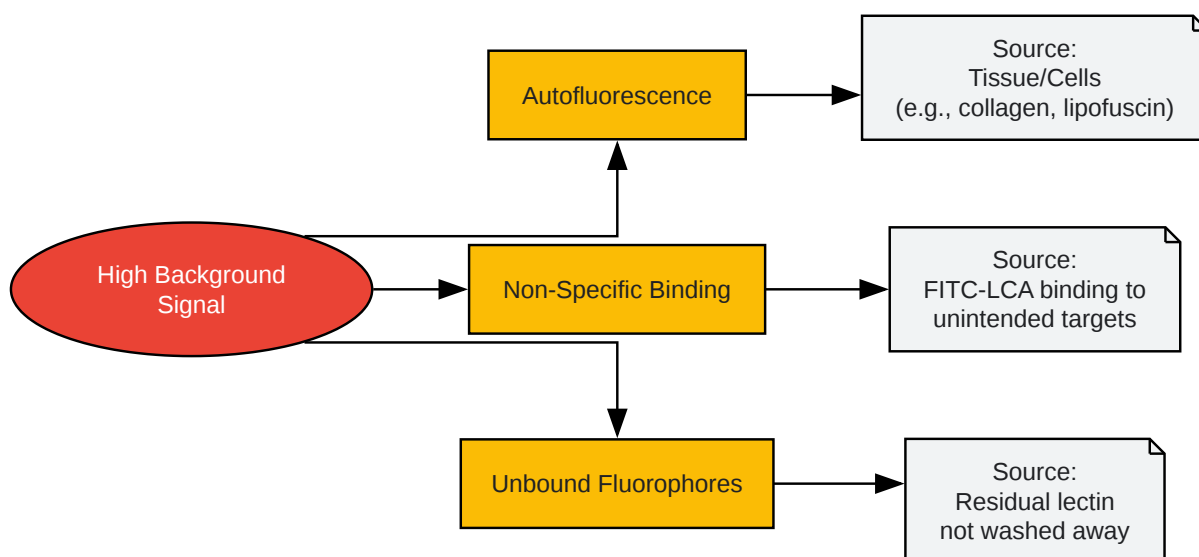 Autofluorescence
Source:
Tissue/Cells
(e.g., collagen, lipofuscin)
High Background
Signal
Non-Specific Binding
Source:
FITC-LCA binding to
unintended targets
Unbound Fluorophores
Source:
Residual lectin
not washed away